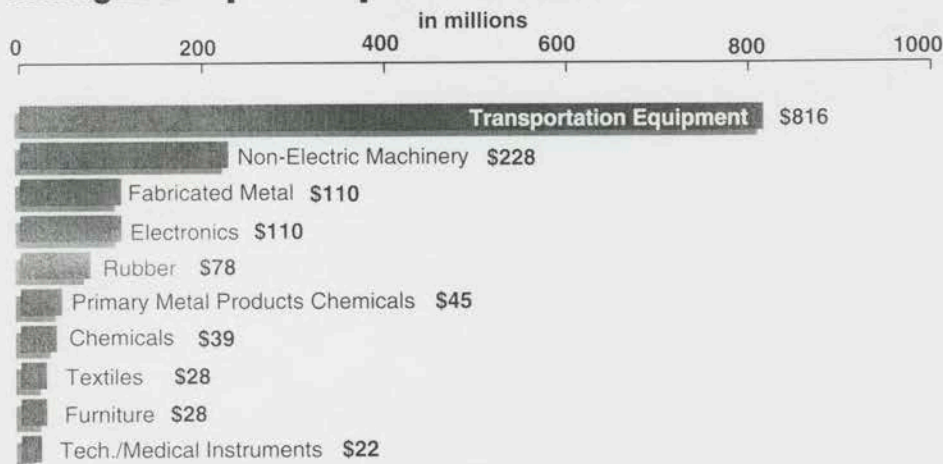 in millions
0 200 400 600 800 1000
Transportation Equipment $816
Non-Electric Machinery $228
Fabricated Metal $110
Electronics $110
Rubber $78
Primary Metal Products Chemicals $45
Chemicals $39
Textiles $28
Furniture $28
Tech./Medical Instruments $22